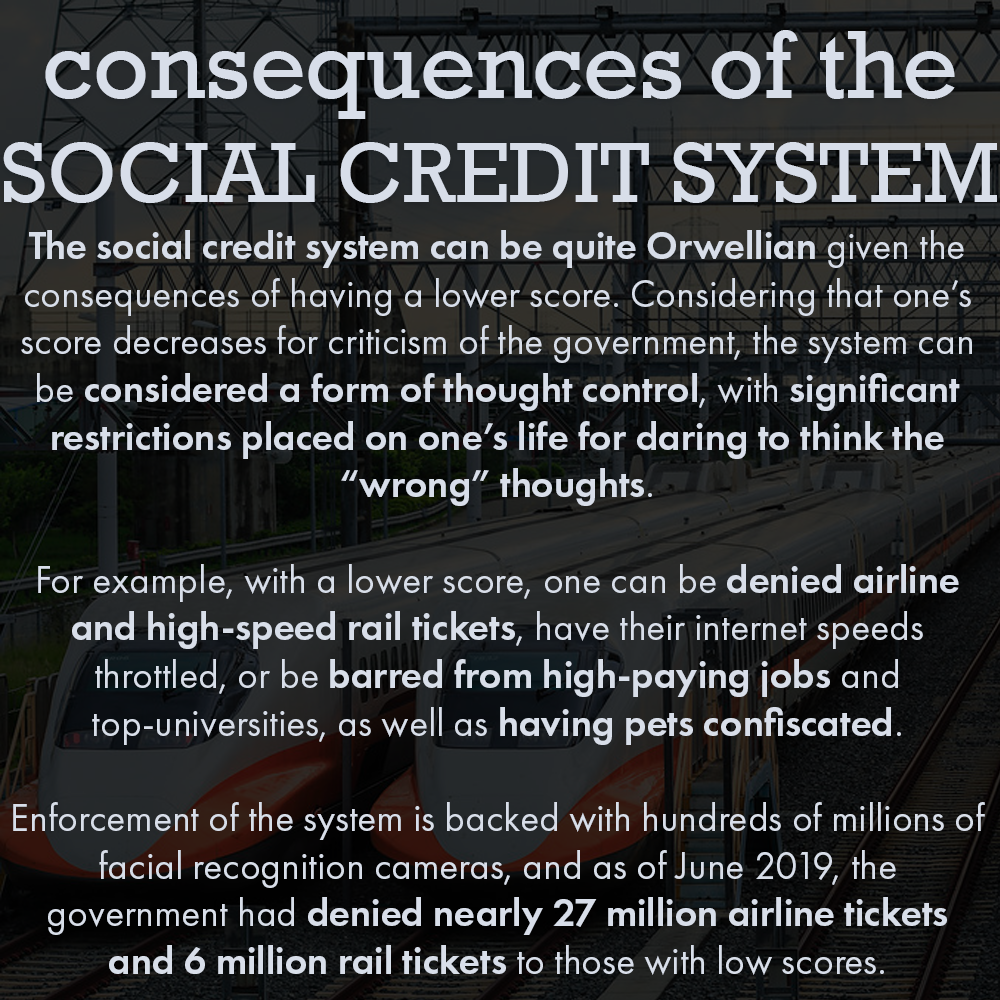 consequences of the
SOCIAL CREDIT SYSTEM
The social credit system can be quite Orwellian given the
consequences of having a lower score. Considering that one’s
score decreases for criticism of the government, the system can
be considered a form of thought control, with significant
restrictions placed on one’s life for daring to think the
“wrong” thoughts.
For example, with a lower score, one can be denied airline
and high-speed rail tickets, have their internet speeds
throttled, or be barred from high-paying jobs and
top-universities, as well as having pets confiscated.
Enforcement of the system is backed with hundreds of millions of
facial recognition cameras, and as of June 2019, the
government had denied nearly 27 million airline tickets
and 6 million rail tickets to those with low scores.